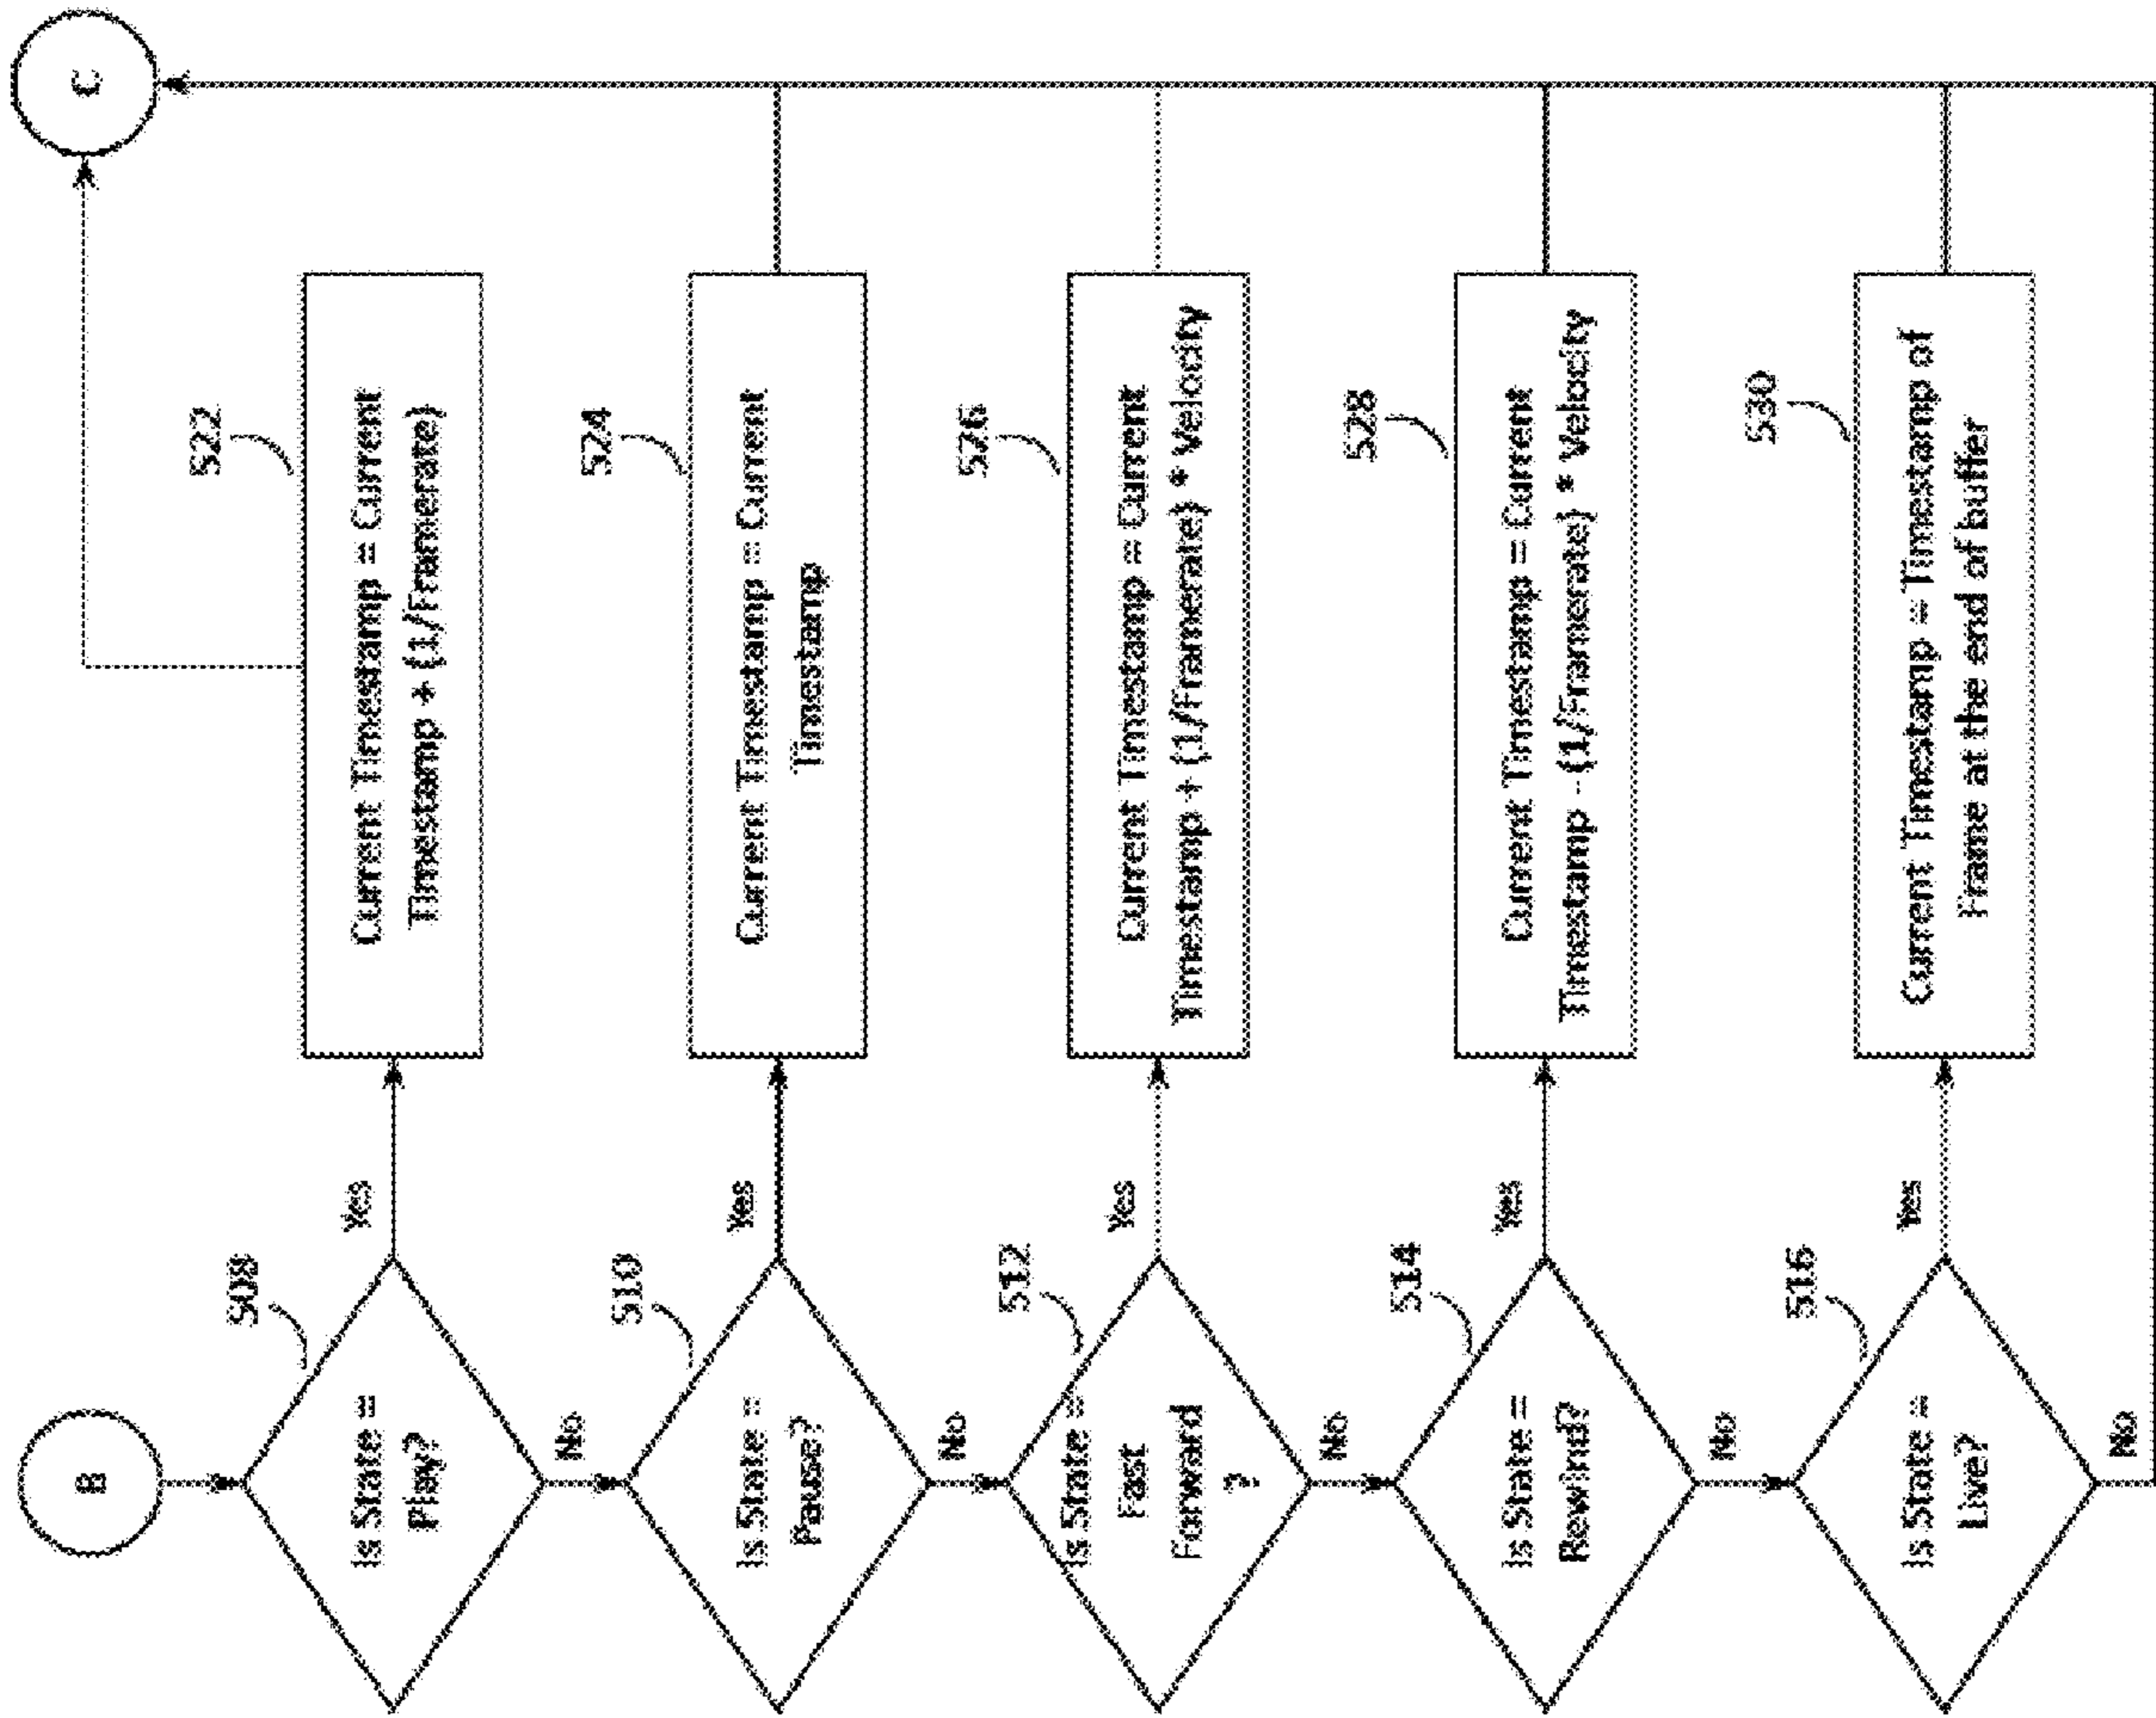 B
508
Is State =
Play?
Yes
No
522
Current Timestamp = Current
Timestamp + (1/Framerate)
C
510
Is State =
Pause?
Yes
No
524
Current Timestamp = Current
Timestamp
512
Is State =
Fast
Forward
?
Yes
No
526
Current Timestamp = Current
Timestamp + (1/Framerate) * Velocity
514
Is State =
Rewind?
Yes
No
528
Current Timestamp = Current
Timestamp - (1/Framerate) * Velocity
516
Is State =
Live?
Yes
No
530
Current Timestamp = Timestamp of
Frame at the end of buffer